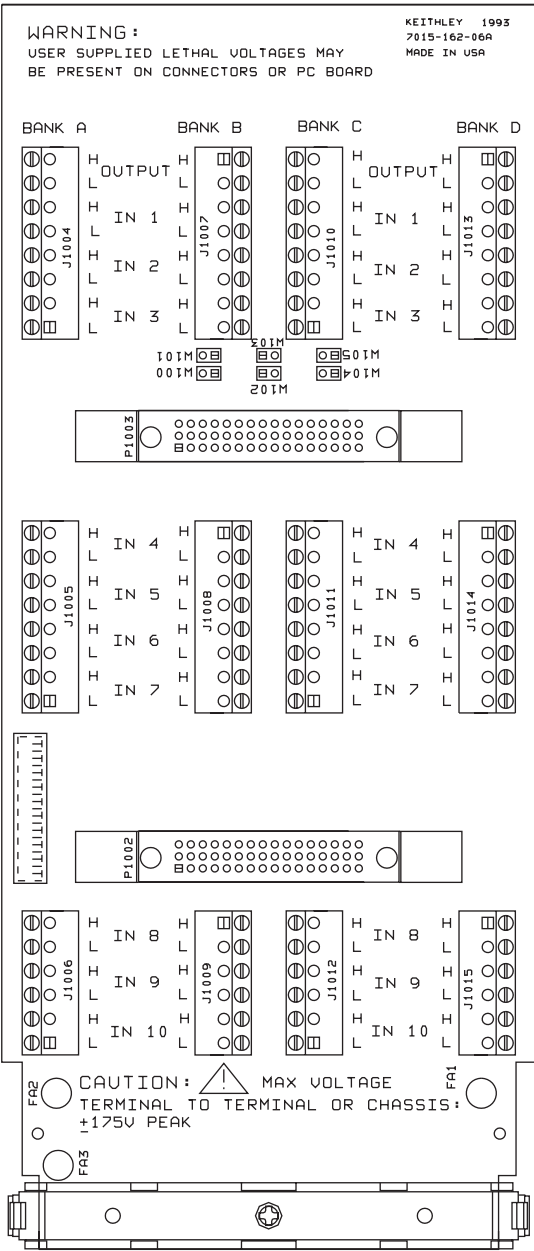 WARNING:
USER SUPPLIED LETHAL VOLTAGES MAY
BE PRESENT ON CONNECTORS OR PC BOARD
KEITHLEY 1993
7015-162-06A
MADE IN USA
BANK A BANK B BANK C BANK D
H OUTPUT H H OUTPUT H
L L L L
H IN 1 H H IN 1 H
L L L L
J1004 J1007 J1010 J1013
H IN 2 H H IN 2 H
L L L L
H IN 3 H H IN 3 H
L L L L
W101 W103 W105
W100 W102 W104
P1003
H IN 4 H H IN 4 H
L L L L
H IN 5 H H IN 5 H
L L L L
J1005 J1008 J1011 J1014
H IN 6 H H IN 6 H
L L L L
H IN 7 H H IN 7 H
L L L L
P1002
H IN 8 H H IN 8 H
L L L L
H IN 9 H H IN 9 H
L L L L
J1006 J1009 J1012 J1015
H IN 10 H H IN 10 H
L L L L
FA2 CAUTION: ! MAX VOLTAGE FA1
TERMINAL TO TERMINAL OR CHASSIS:
±175V PEAK
FA3